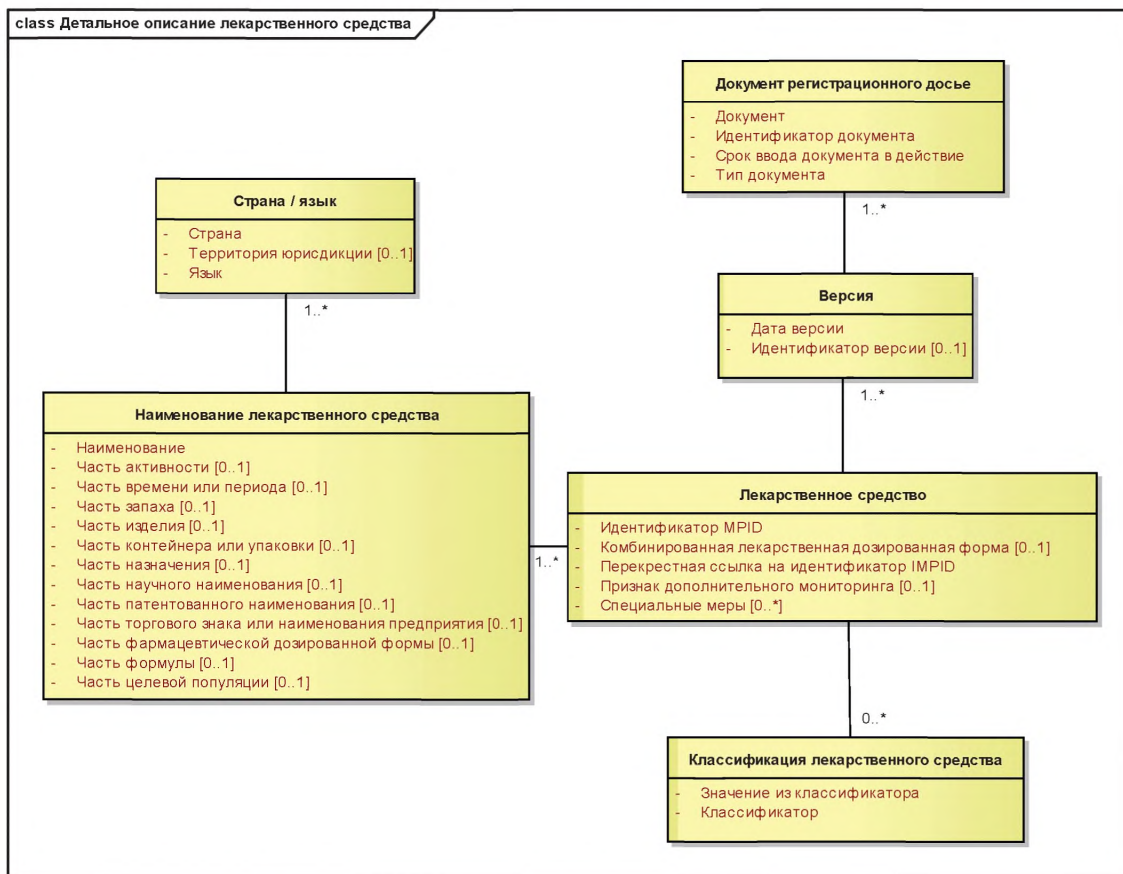 class Детальное описание лекарственного средства
Документ регистрационного досье
- Документ
- Идентификатор документа
- Срок ввода документа в действие
- Тип документа
1..*
Страна / язык
- Страна
- Территория юрисдикции [0..1]
- Язык
1..*
Версия
- Дата версии
- Идентификатор версии [0..1]
1..*
Наименование лекарственного средства
- Наименование
- Часть активности [0..1]
- Часть времени или периода [0..1]
- Часть запаха [0..1]
- Часть изделия [0..1]
- Часть контейнера или упаковки [0..1]
- Часть назначения [0..1]
- Часть научного наименования [0..1]
- Часть патентованного наименования [0..1]
- Часть торгового знака или наименования предприятия [0..1]
- Часть фармацевтической дозированной формы [0..1]
- Часть формулы [0..1]
- Часть целевой популяции [0..1]
1..*
Лекарственное средство
- Идентификатор MPID
- Комбинированная лекарственная дозированная форма [0..1]
- Перекрестная ссылка на идентификатор IMPID
- Признак дополнительного мониторинга [0..1]
- Специальные меры [0..*]
0..*
Классификация лекарственного средства
- Значение из классификатора
- Классификатор